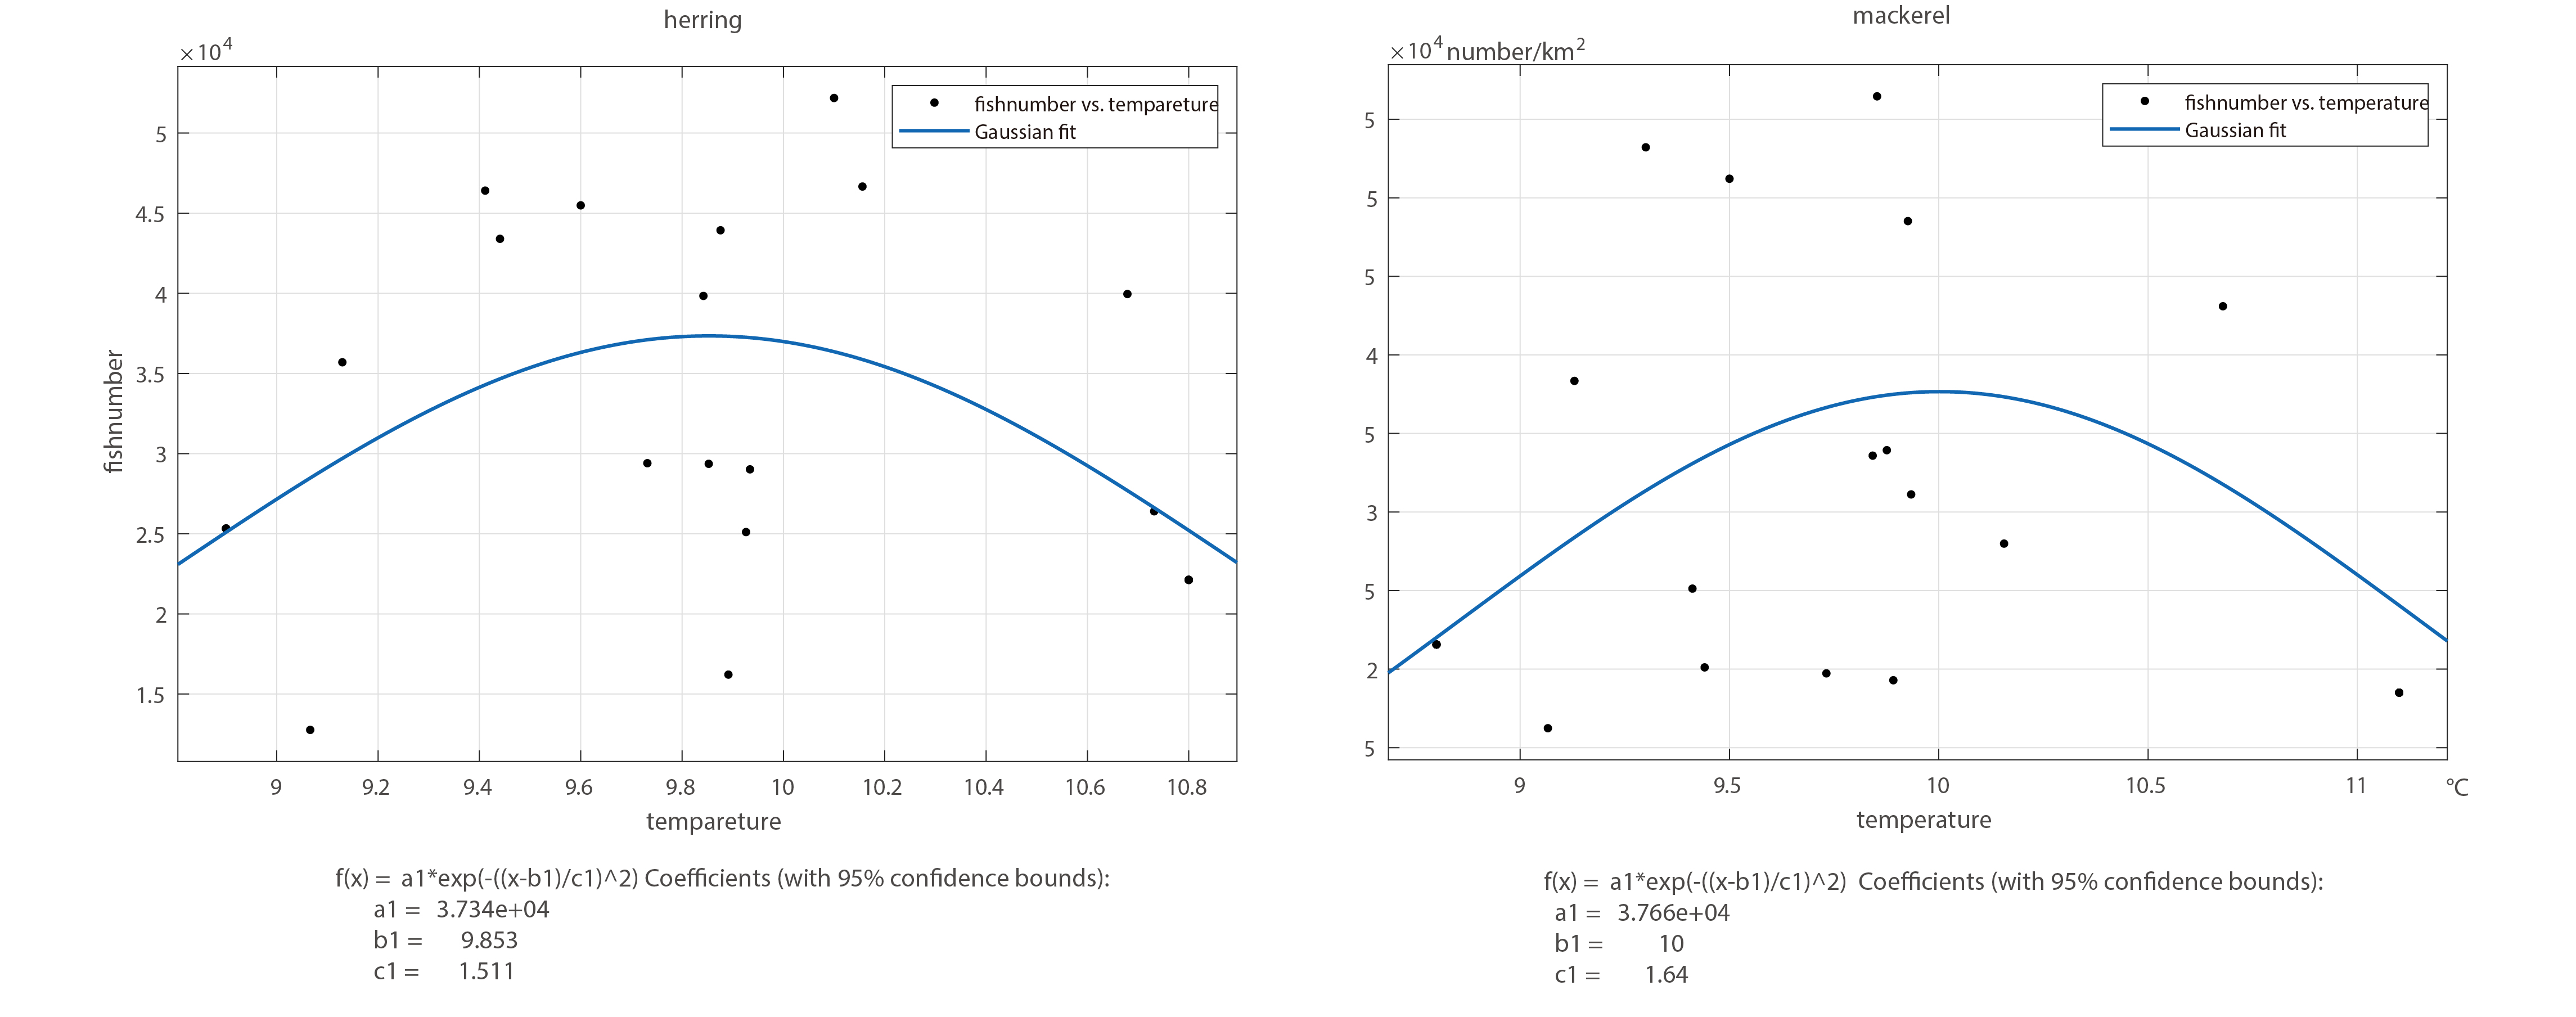 herring
×10^4
fishnumber vs. tempareture
Gaussian fit
5
4.5
4
3.5
3
2.5
2
1.5
fishnumber
9 9.2 9.4 9.6 9.8 10 10.2 10.4 10.6 10.8
tempareture
f(x) = a1*exp(-((x-b1)/c1)^2) Coefficients (with 95% confidence bounds):
a1 = 3.734e+04
b1 = 9.853
c1 = 1.511
mackerel
×10^4 number/km^2
fishnumber vs. temperature
Gaussian fit
5
5
5
4
5
3
5
2
5
9 9.5 10 10.5 11 °C
temperature
f(x) = a1*exp(-((x-b1)/c1)^2) Coefficients (with 95% confidence bounds):
a1 = 3.766e+04
b1 = 10
c1 = 1.64